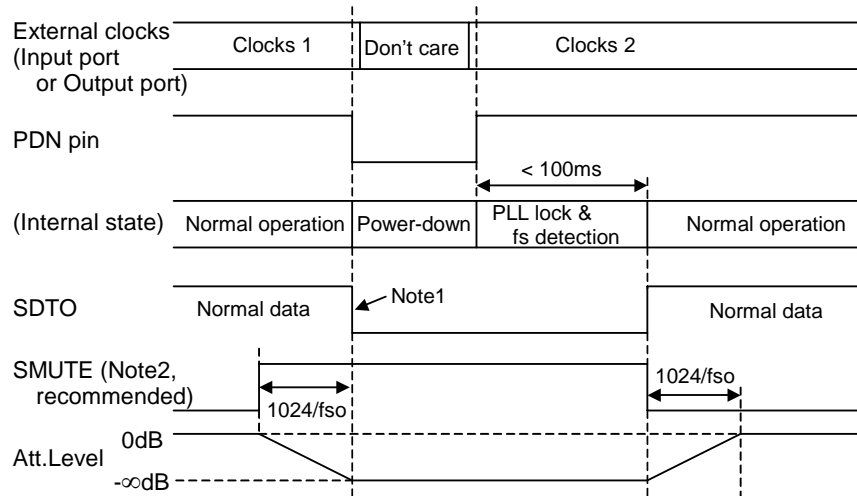 External clocks
(Input port
or Output port)
Clocks 1
Don't care
Clocks 2
PDN pin
< 100ms
(Internal state)
Normal operation
Power-down
PLL lock &
fs detection
Normal operation
SDTO
Normal data
Note1
Normal data
SMUTE (Note2,
recommended)
1024/fso
1024/fso
0dB
Att.Level
-∞dB